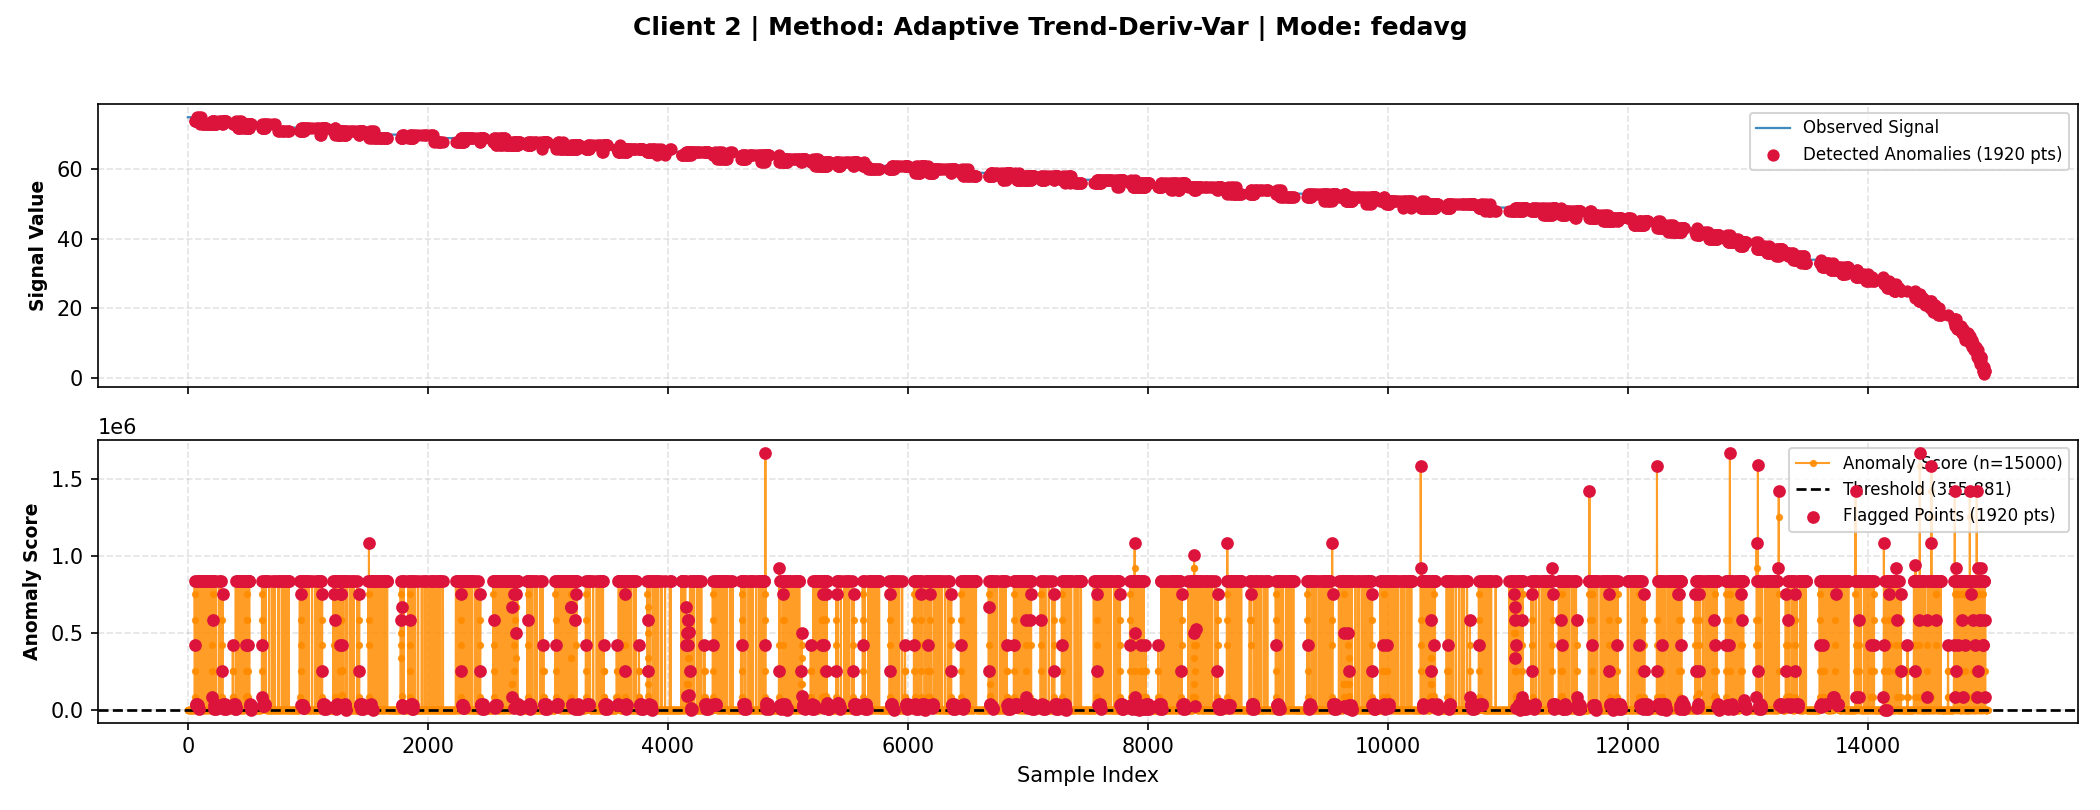 Client 2 | Method: Adaptive Trend-Deriv-Var | Mode: fedavg
Signal Value
60
40
20
0
Observed Signal
Detected Anomalies (1920 pts)
1e6
Anomaly Score
1.5
1.0
0.5
0.0
Anomaly Score (n=15000)
Threshold
Flagged Points (1920 pts)
0
2000
4000
6000
8000
10000
12000
14000
Sample Index